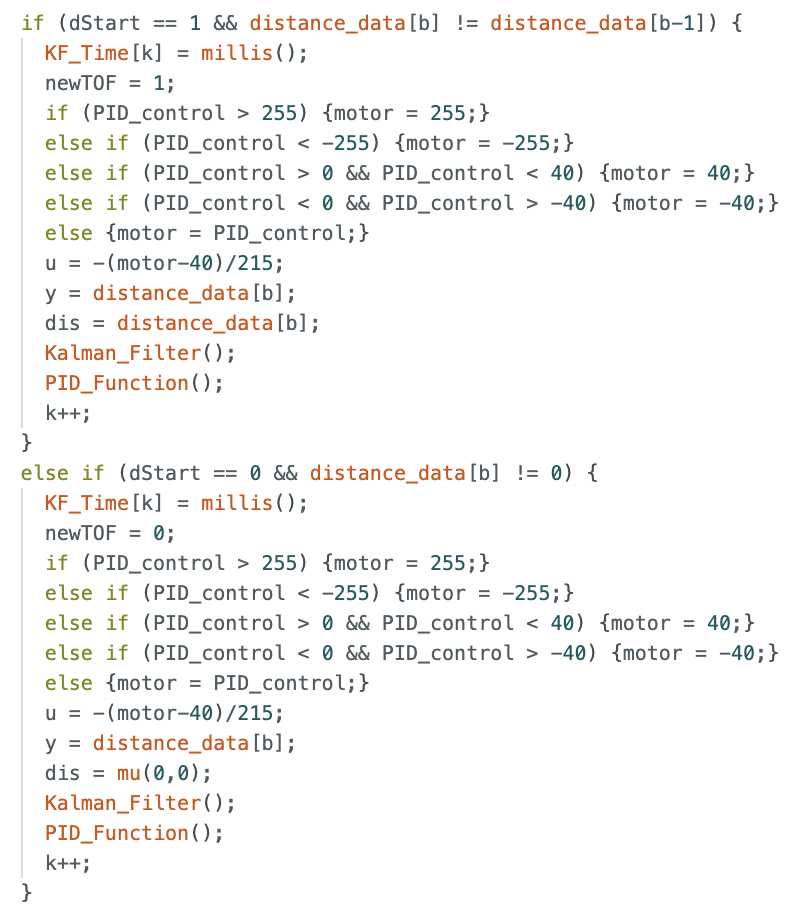 if (dStart == 1 && distance_data[b] != distance_data[b-1]) {
  KF_Time[k] = millis();
  newTOF = 1;
  if (PID_control > 255) {motor = 255;}
  else if (PID_control < -255) {motor = -255;}
  else if (PID_control > 0 && PID_control < 40) {motor = 40;}
  else if (PID_control < 0 && PID_control > -40) {motor = -40;}
  else {motor = PID_control;}
  u = -(motor-40)/215;
  y = distance_data[b];
  dis = distance_data[b];
  Kalman_Filter();
  PID_Function();
  k++;
}
else if (dStart == 0 && distance_data[b] != 0) {
  KF_Time[k] = millis();
  newTOF = 0;
  if (PID_control > 255) {motor = 255;}
  else if (PID_control < -255) {motor = -255;}
  else if (PID_control > 0 && PID_control < 40) {motor = 40;}
  else if (PID_control < 0 && PID_control > -40) {motor = -40;}
  else {motor = PID_control;}
  u = -(motor-40)/215;
  y = distance_data[b];
  dis = mu(0,0);
  Kalman_Filter();
  PID_Function();
  k++;
}